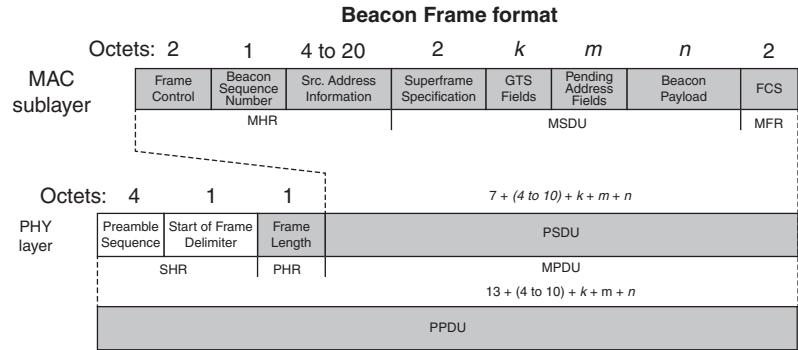 Beacon Frame format
Octets: 2 1 4 to 20 2 k m n 2
MAC sublayer
Frame Control
Beacon Sequence Number
Src. Address Information
Superframe Specification
GTS Fields
Pending Address Fields
Beacon Payload
FCS
MHR MSDU MFR
Octets: 4 1 1 7 + (4 to 10) + k + m + n
PHY layer
Preamble Sequence
Start of Frame Delimiter
Frame Length
PSDU
SHR PHR MPDU
13 + (4 to 10) + k + m + n
PPDU